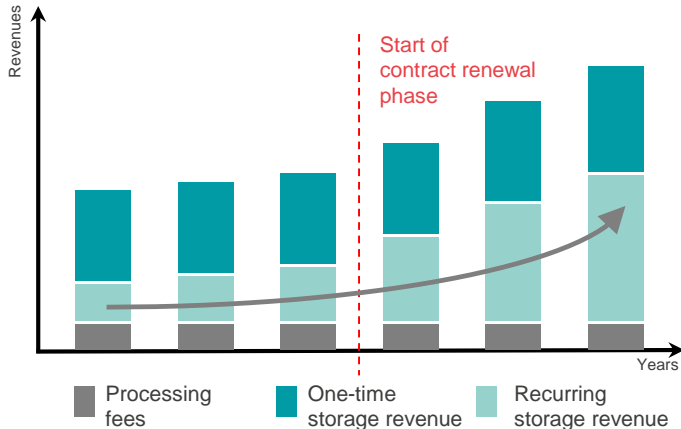 Revenues
Start of
contract renewal
phase
Years
Processing
fees
One-time
storage revenue
Recurring
storage revenue